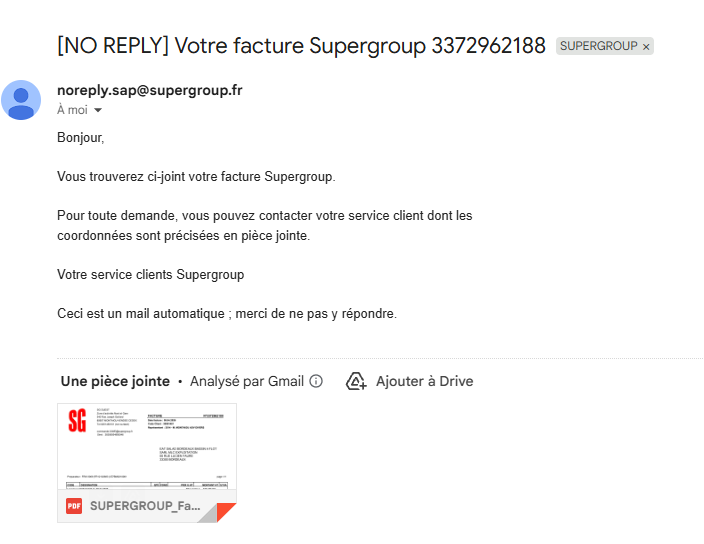 [NO REPLY] Votre facture Supergroup 3372962188 SUPERGROUP ×
noreply.sap@supergroup.fr
À moi
Bonjour,
Vous trouverez ci-joint votre facture Supergroup.
Pour toute demande, vous pouvez contacter votre service client dont les
coordonnées sont précisées en pièce jointe.
Votre service clients Supergroup
Ceci est un mail automatique ; merci de ne pas y répondre.
Une pièce jointe • Analysé par Gmail
Ajouter à Drive
SG
FACTURE
PDF SUPERGROUP_Fa...